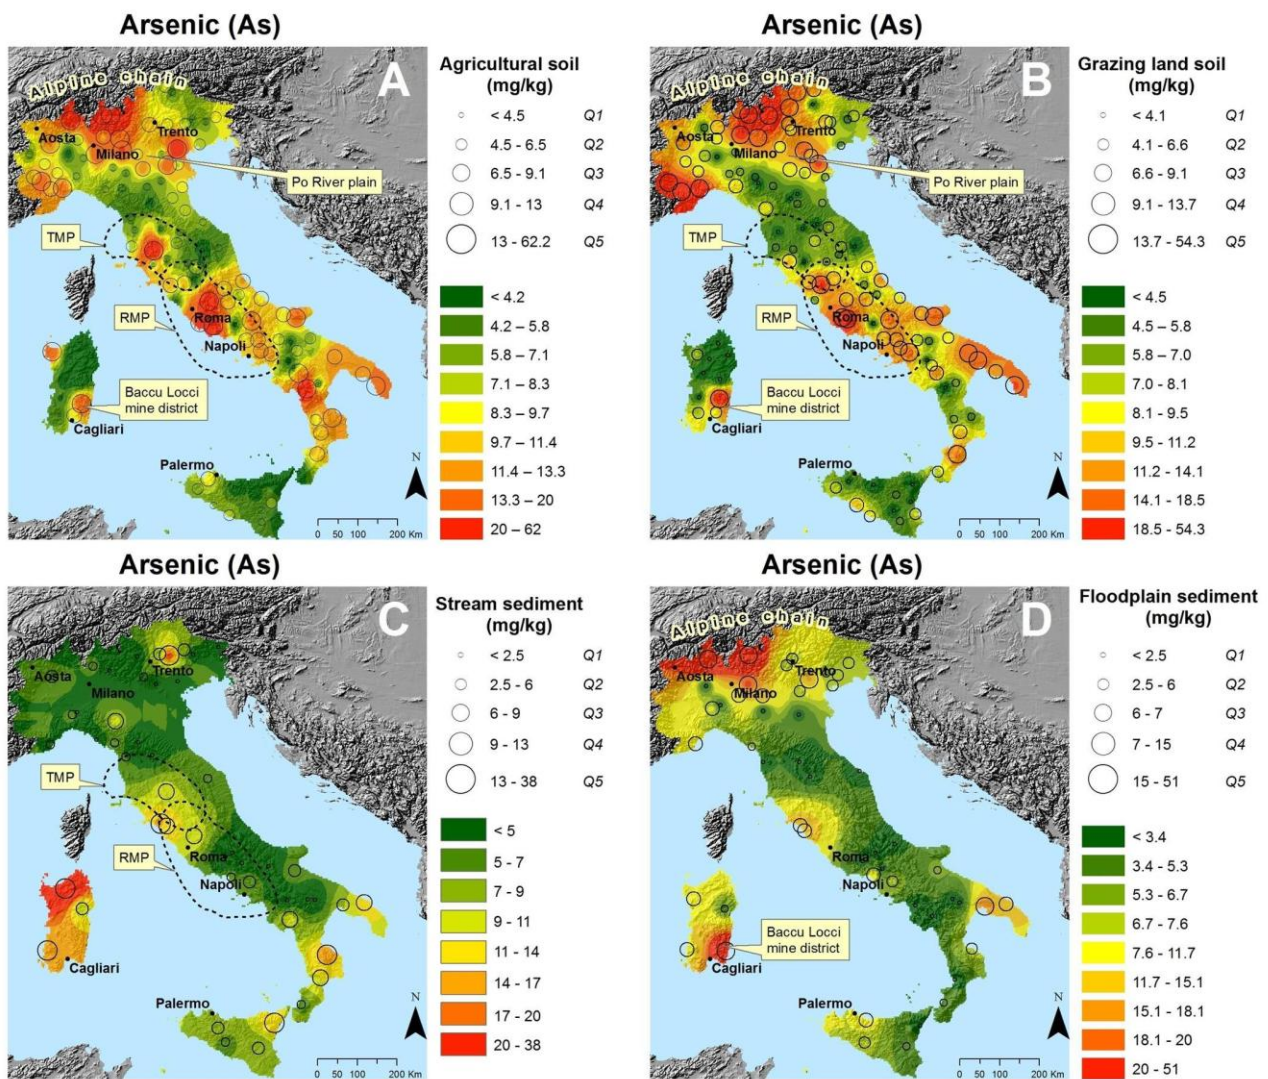 Arsenic (As)
A
Alpine chain
Aosta
Trento
Milano
Po River plain
TMP
Roma
RMP
Napoli
Baccu Locci
mine district
Cagliari
Palermo
N
0 50 100 200 Km
Agricultural soil
(mg/kg)
< 4.5 Q1
4.5 - 6.5 Q2
6.5 - 9.1 Q3
9.1 - 13 Q4
13 - 62.2 Q5
< 4.2
4.2 – 5.8
5.8 – 7.1
7.1 – 8.3
8.3 – 9.7
9.7 – 11.4
11.4 – 13.3
13.3 – 20
20 – 62
Arsenic (As)
B
Alpine chain
Aosta
Trento
Milano
Po River plain
TMP
Roma
RMP
Napoli
Baccu Locci
mine district
Cagliari
Palermo
N
0 50 100 200 Km
Grazing land soil
(mg/kg)
< 4.1 Q1
4.1 - 6.6 Q2
6.6 - 9.1 Q3
9.1 - 13.7 Q4
13.7 - 54.3 Q5
< 4.5
4.5 – 5.8
5.8 – 7.0
7.0 – 8.1
8.1 – 9.5
9.5 – 11.2
11.2 – 14.1
14.1 – 18.5
18.5 – 54.3
Arsenic (As)
C
Trento
Aosta
Milano
TMP
Roma
RMP
Napoli
Cagliari
Palermo
N
0 50 100 200 Km
Stream sediment
(mg/kg)
< 2.5 Q1
2.5 - 6 Q2
6 - 9 Q3
9 - 13 Q4
13 - 38 Q5
< 5
5 - 7
7 - 9
9 - 11
11 - 14
14 - 17
17 - 20
20 - 38
Arsenic (As)
D
Alpine chain
Aosta
Trento
Milano
Roma
Napoli
Baccu Locci
mine district
Cagliari
Palermo
N
0 50 100 200 Km
Floodplain sediment
(mg/kg)
< 2.5 Q1
2.5 - 6 Q2
6 - 7 Q3
7 - 15 Q4
15 - 51 Q5
< 3.4
3.4 - 5.3
5.3 - 6.7
6.7 - 7.6
7.6 - 11.7
11.7 - 15.1
15.1 - 18.1
18.1 - 20
20 - 51